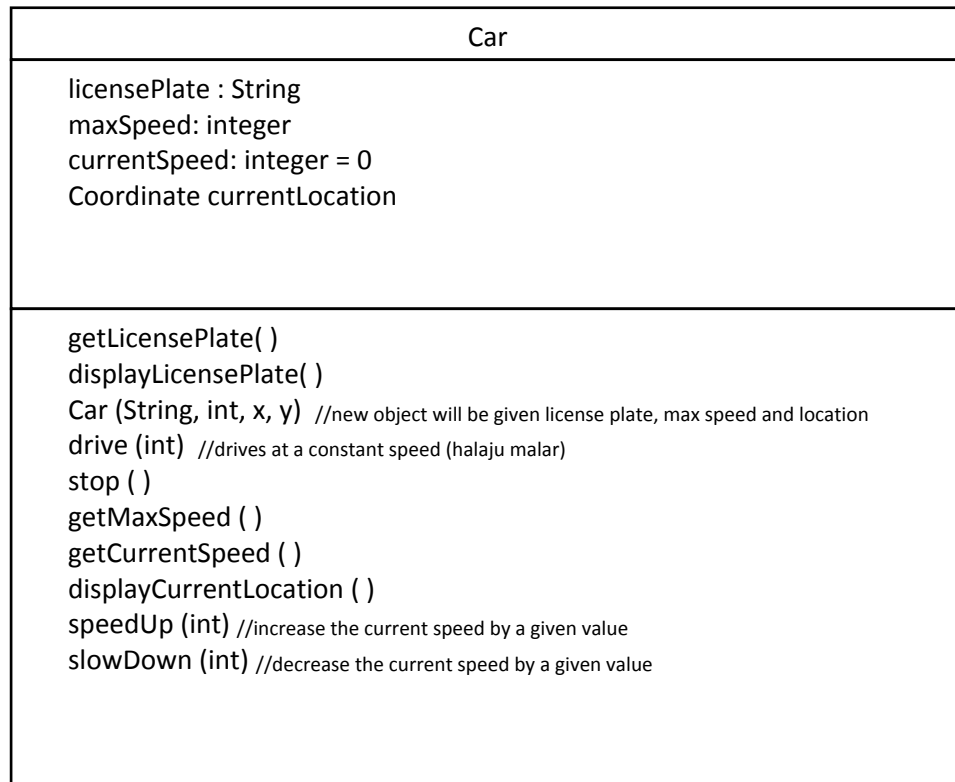 Car
licensePlate : String
maxSpeed: integer
currentSpeed: integer = 0
Coordinate currentLocation
getLicensePlate( )
displayLicensePlate( )
Car (String, int, x, y) //new object will be given license plate, max speed and location
drive (int) //drives at a constant speed (halaju malar)
stop ( )
getMaxSpeed ( )
getCurrentSpeed ( )
displayCurrentLocation ( )
speedUp (int) //increase the current speed by a given value
slowDown (int) //decrease the current speed by a given value